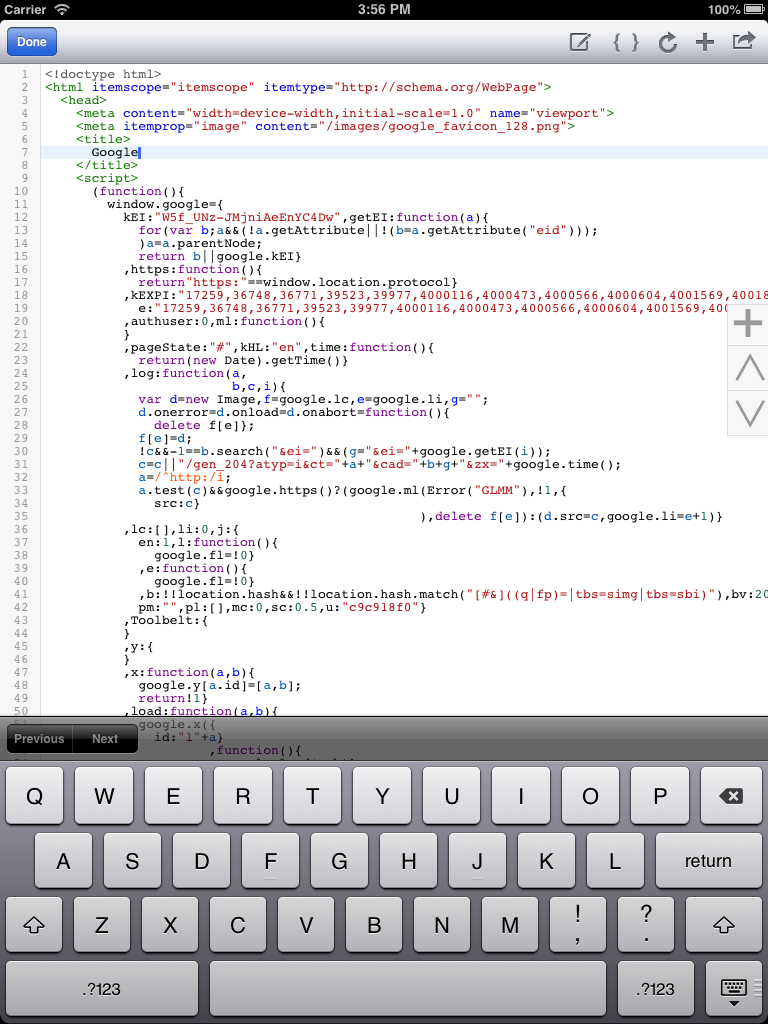 Carrier 3:56 PM 100%
Done { }
1 <!doctype html>
2 <html itemscope="itemscope" itemtype="http://schema.org/WebPage">
3 <head>
4 <meta content="width=device-width,initial-scale=1.0" name="viewport">
5 <meta itemprop="image" content="/images/google_favicon_128.png">
6 <title>
7 Google
8 </title>
9 <script>
10 (function(){
11 window.google={
12 kEI:"W5f_UNz-JMjniAeEnYC4Dw",getEI:function(a){
13 for(var b;a&&(!a.getAttribute||!(b=a.getAttribute("eid")));
14 )a=a.parentNode;
15 return b||google.kEI}
16 ,https:function(){
17 return"https:"==window.location.protocol}
18 ,kEXPI:"17259,36748,36771,39523,39977,4000116,4000473,4000566,4000604,4001569,40018
19 e:"17259,36748,36771,39523,39977,4000116,4000473,4000566,4000604,4001569,400
20 ,authuser:0,ml:function(){
21 }
22 ,pageState:"#",kHL:"en",time:function(){
23 return(new Date).getTime()}
24 ,log:function(a,
25 b,c,i){
26 var d=new Image,f=google.lc,e=google.li,g="";
27 d.onerror=d.onload=d.onabort=function(){
28 delete f[e]};
29 f[e]=d;
30 !c&&-1==b.search("&ei=")&&(g="&ei="+google.getEI(i));
31 c=c||"/gen_204?atyp=i&ct="+a+"&cad="+b+g+"&zx="+google.time();
32 a=/^http:/i;
33 a.test(c)&&google.https()?(google.ml(Error("GLMM"),!1,{
34 src:c}
35 ),delete f[e]):(d.src=c,google.li=e+1)}
36 ,lc:[],li:0,j:{
37 en:1,l:function(){
38 google.fl=!0}
39 ,e:function(){
40 google.fl=!0}
41 ,b:!!location.hash&&!!location.hash.match("[#&]((q|fp)=|tbs=simg|tbs=sbi)"),bv:20
42 pm:"",pl:[],mc:0,sc:0.5,u:"c9c918f0"}
43 ,Toolbelt:{
44 }
45 ,y:{
46 }
47 ,x:function(a,b){
48 google.y[a.id]=[a,b];
49 return!1}
50 ,load:function(a,b){
google.x({
Previous Next id:"l"+a}
,function(){
Q W E R T Y U I O P
A S D F G H J K L return
Z X C V B N M ! , ? .
.?123 .?123